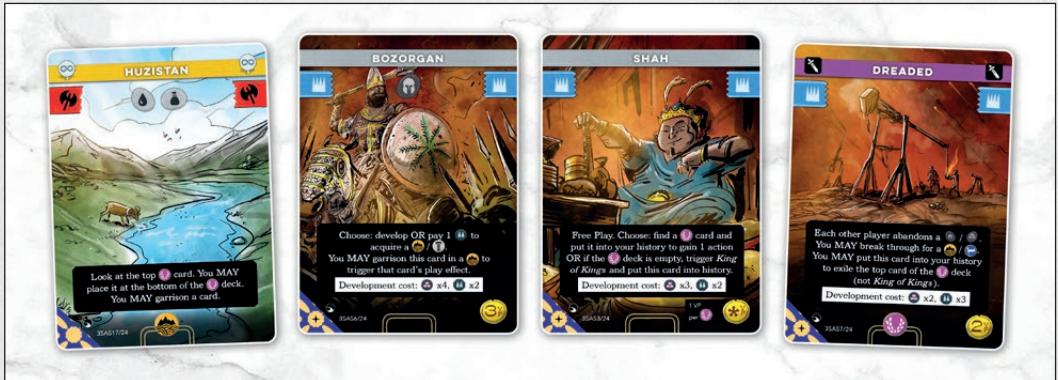 HUZISTAN
Look at the top card. You MAY
place it at the bottom of the deck.
You MAY garrison a card.
3SAS17/24
BOZORGAN
Choose: develop OR pay 1 to
acquire a /
You MAY garrison this card in a to
trigger that card's play effect.
Development cost: x4, x2
3SAS6/24
3
SHAH
Free Play. Choose: find a card and
put it into your history to gain 1 action
OR if the deck is empty, trigger King
of Kings and put this card into history.
Development cost: x3, x2
3SAS3/24
1 VP
per
*
DREADED
Each other player abandons a / .
You MAY break through for a / .
You MAY put this card into your history
to exile the top card of the deck
(not King of Kings).
Development cost: x2, x3
3SAS7/24
2